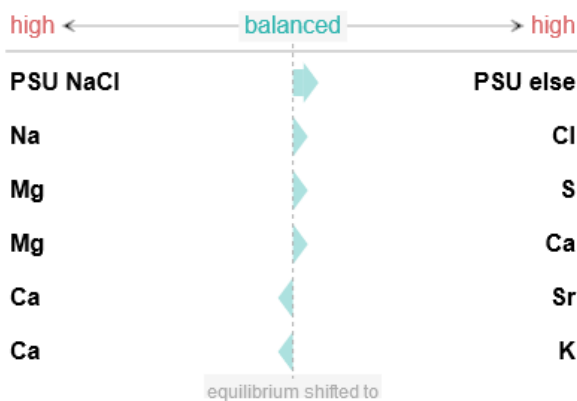 high balanced high
PSU NaCl PSU else
Na Cl
Mg S
Mg Ca
Ca Sr
Ca K
equilibrium shifted to